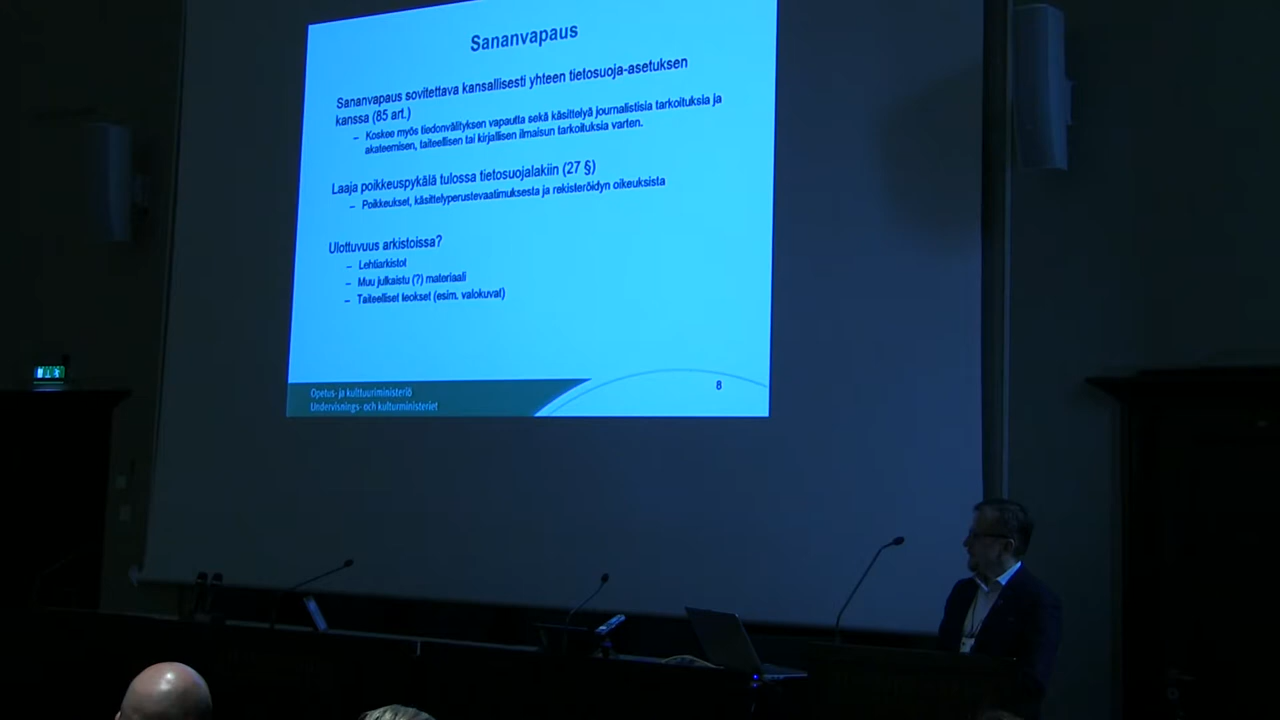 Sananvapaus
Sananvapaus sovitettava kansallisesti yhteen tietosuoja-asetuksen
kanssa (85 art.)
– Koskee myös tiedonvälityksen vapautta sekä käsittelyä journalistisia tarkoituksia ja
akateemisen, taiteellisen tai kirjallisen ilmaisun tarkoituksia varten.
Laaja poikkeuspykälä tulossa tietosuojalakiin (27 §)
– Poikkeukset, käsittelyperustevaatimuksesta ja rekisteröidyn oikeuksista
Ulottuvuus arkistoissa?
– Lehtiarkistot
– Muu julkaistu (?) materiaali
– Taiteelliset teokset (esim. valokuvat)
Opetus- ja kulttuuriministeriö
Undervisnings- och kulturministeriet
8